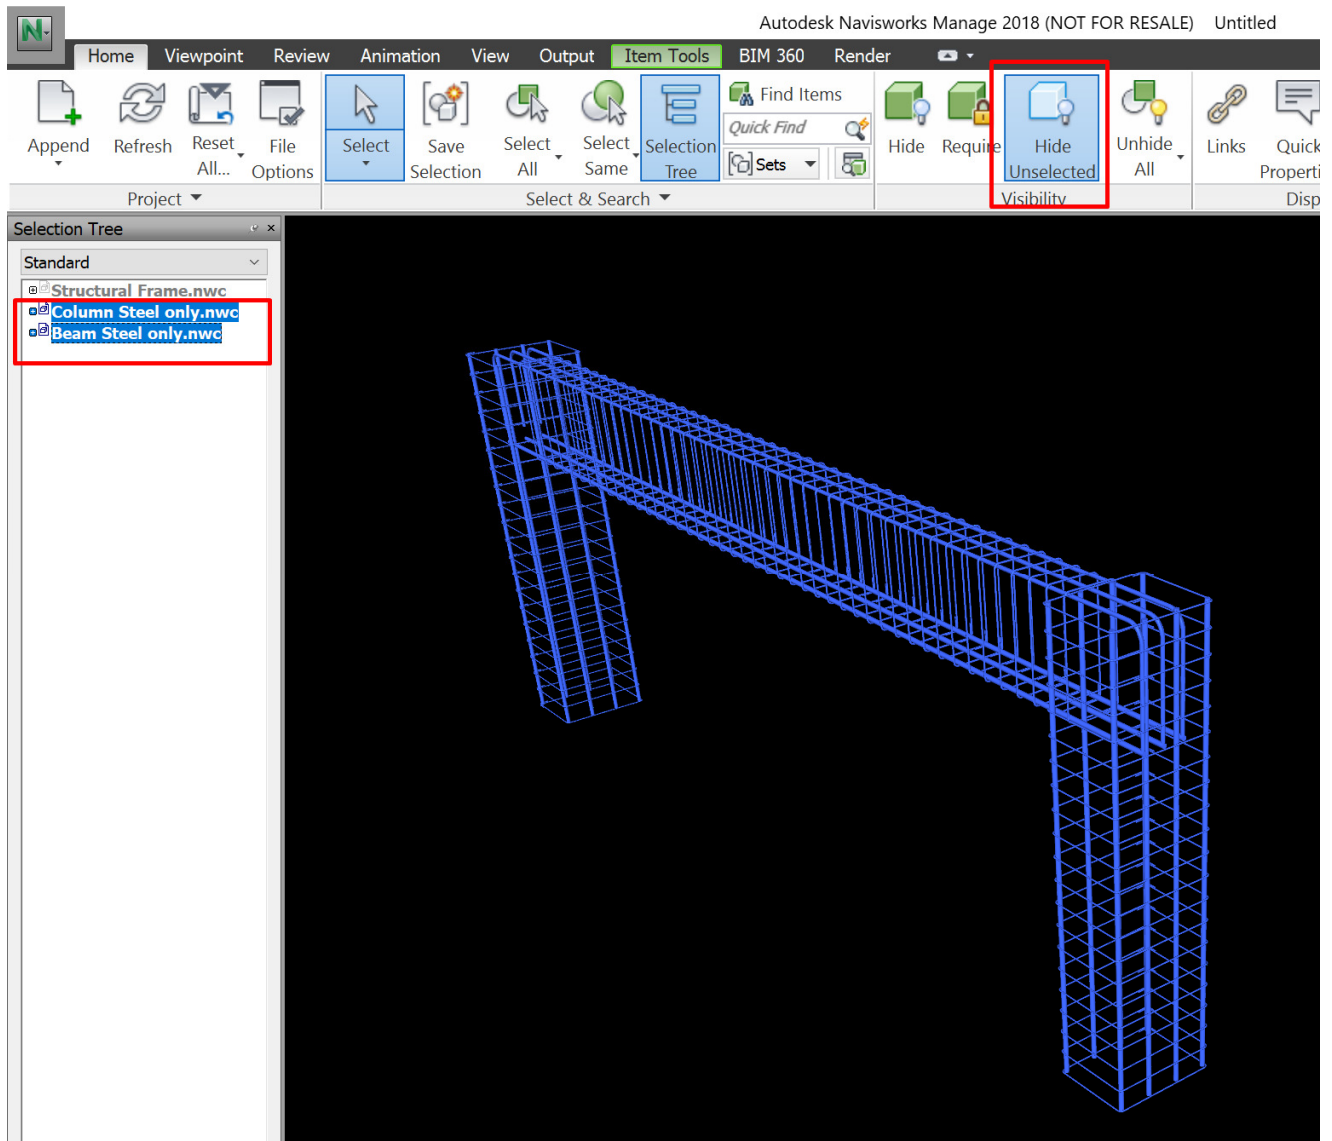 Autodesk Navisworks Manage 2018 (NOT FOR RESALE) Untitled
N
Home Viewpoint Review Animation View Output Item Tools BIM 360 Render
Append Refresh Reset All... File Options Select Save Selection Select All Select Same Selection Tree Find Items Quick Find Sets Hide Require Hide Unselected Unhide All Links Quick Properti
Project Select & Search Visibility Disp
Selection Tree
Standard
Structural Frame.nwc
Column Steel only.nwc
Beam Steel only.nwc